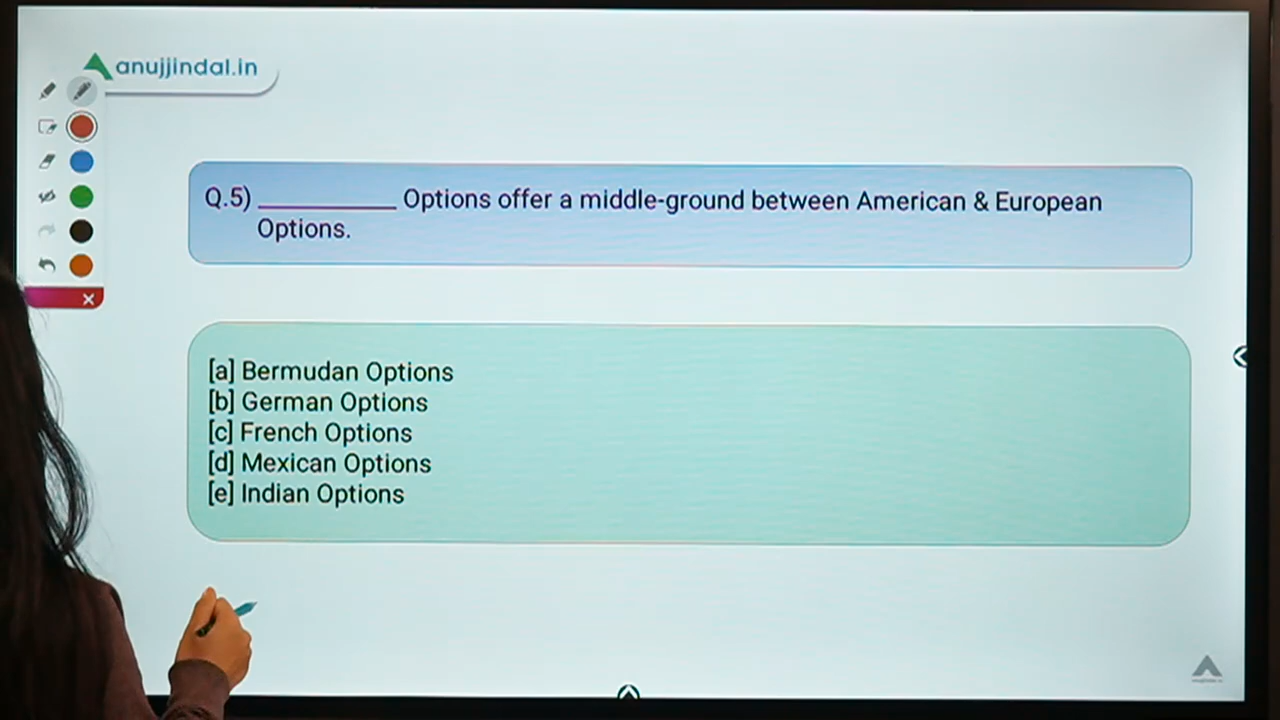 anujjindal.in
Q.5) __________ Options offer a middle-ground between American & European
Options.
[a] Bermudan Options
[b] German Options
[c] French Options
[d] Mexican Options
[e] Indian Options